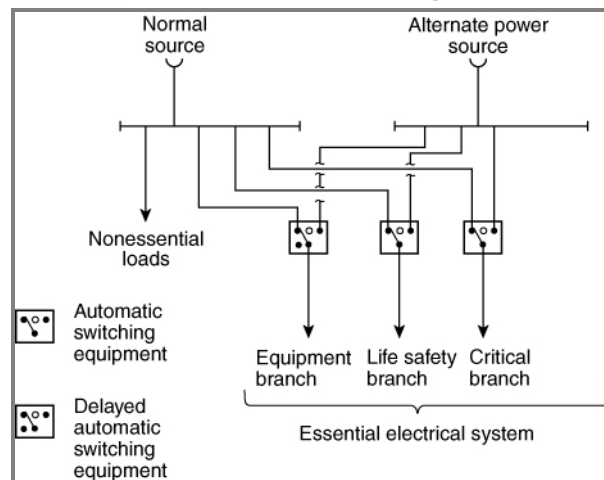 Normal
source
Alternate power
source
Nonessential
loads
Automatic
switching
equipment
Delayed
automatic
switching
equipment
Equipment
branch
Life safety
branch
Critical
branch
Essential electrical system